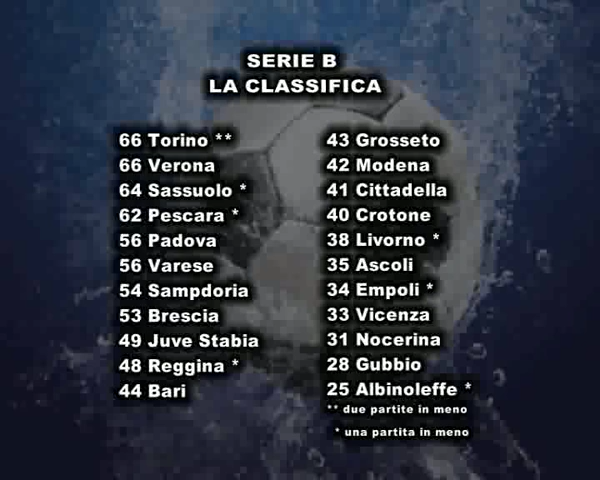 SERIE B
LA CLASSIFICA
66 Torino **
66 Verona
64 Sassuolo *
62 Pescara *
56 Padova
56 Varese
54 Sampdoria
53 Brescia
49 Juve Stabia
48 Reggina *
44 Bari
43 Grosseto
42 Modena
41 Cittadella
40 Crotone
38 Livorno *
35 Ascoli
34 Empoli *
33 Vicenza
31 Nocerina
28 Gubbio
25 Albinoleffe *
** due partite in meno
* una partita in meno